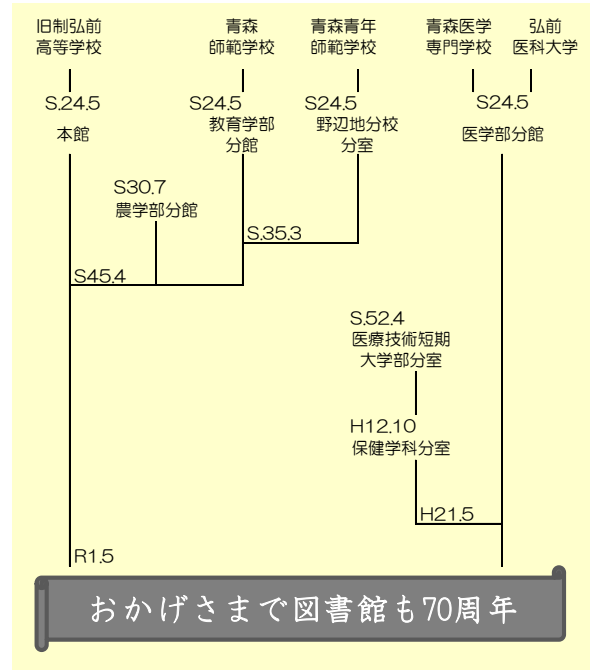 旧制弘前
高等学校
青森
師範学校
青森青年
師範学校
青森医学
専門学校
弘前
医科大学
S.24.5
本館
S24.5
教育学部
分館
S24.5
野辺地分校
分室
S24.5
医学部分館
S30.7
農学部分館
S.35.3
S45.4
S.52.4
医療技術短期
大学部分室
H12.10
保健学科分室
H21.5
R1.5
おかげさまで図書館も70周年